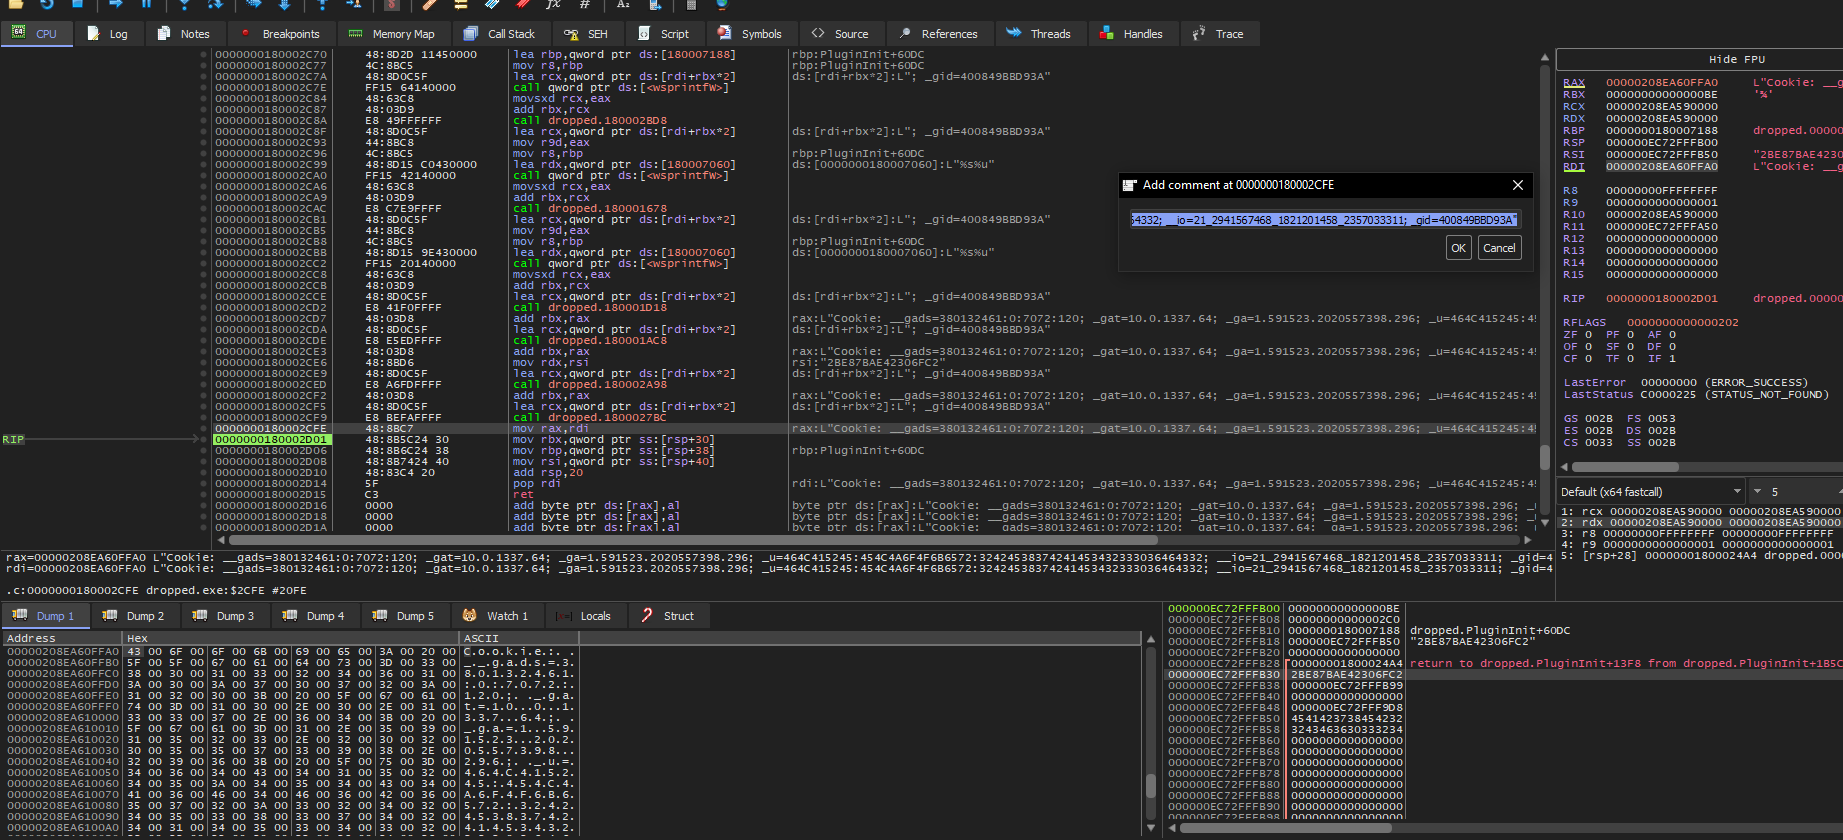 CPU Log Notes Breakpoints Memory Map Call Stack SEH Script Symbols Source References Threads Handles Trace
0000000180002C70 48:8D2D 11450000 lea rbp,qword ptr ds:[180007188] rbp:PluginInit+60DC
0000000180002C77 4C:8BC5 mov r8,rbp rbp:PluginInit+60DC
0000000180002C7A 48:8D0C5F lea rcx,qword ptr ds:[rdi+rbx*2] ds:[rdi+rbx*2]:L"; _gid=400849BBD93A"
0000000180002C7E FF15 64140000 call qword ptr ds:[<wsprintfW>]
0000000180002C84 48:63C8 movsxd rcx,eax
0000000180002C87 48:03D9 add rbx,rcx
0000000180002C8A E8 49FFFFFF call dropped.180002BD8
0000000180002C8F 48:8D0C5F lea rcx,qword ptr ds:[rdi+rbx*2] ds:[rdi+rbx*2]:L"; _gid=400849BBD93A"
0000000180002C93 44:8BC8 mov r9d,eax
0000000180002C96 4C:8BC5 mov r8,rbp rbp:PluginInit+60DC
0000000180002C99 48:8D15 C0430000 lea rdx,qword ptr ds:[180007060] ds:[0000000180007060]:L"%s%u"
0000000180002CA0 FF15 42140000 call qword ptr ds:[<wsprintfW>]
0000000180002CA6 48:63C8 movsxd rcx,eax
0000000180002CA9 48:03D9 add rbx,rcx
0000000180002CAC E8 C7E9FFFF call dropped.180001678
0000000180002CB1 48:8D0C5F lea rcx,qword ptr ds:[rdi+rbx*2] ds:[rdi+rbx*2]:L"; _gid=400849BBD93A"
0000000180002CB5 44:8BC8 mov r9d,eax
0000000180002CB8 4C:8BC5 mov r8,rbp rbp:PluginInit+60DC
0000000180002CBB 48:8D15 9E430000 lea rdx,qword ptr ds:[180007060] ds:[0000000180007060]:L"%s%u"
0000000180002CC2 FF15 20140000 call qword ptr ds:[<wsprintfW>]
0000000180002CC8 48:63C8 movsxd rcx,eax
0000000180002CCB 48:03D9 add rbx,rcx
0000000180002CCE 48:8D0C5F lea rcx,qword ptr ds:[rdi+rbx*2] ds:[rdi+rbx*2]:L"; _gid=400849BBD93A"
0000000180002CD2 E8 41F0FFFF call dropped.180001D18
0000000180002CD7 48:03D8 add rbx,rax rax:L"Cookie: __gads=380132461:0:7072:120; _gat=10.0.1337.64; _ga=1.591523.2020557398.296; _u=464C415245:45
0000000180002CDA 48:8D0C5F lea rcx,qword ptr ds:[rdi+rbx*2] ds:[rdi+rbx*2]:L"; _gid=400849BBD93A"
0000000180002CDE E8 E5EDFFFF call dropped.180001AC8
0000000180002CE3 48:03D8 add rbx,rax rax:L"Cookie: __gads=380132461:0:7072:120; _gat=10.0.1337.64; _ga=1.591523.2020557398.296; _u=464C415245:45
0000000180002CE6 48:8BD6 mov rdx,rsi rsi:"2BE87BAE42306FC2"
0000000180002CE9 48:8D0C5F lea rcx,qword ptr ds:[rdi+rbx*2] ds:[rdi+rbx*2]:L"; _gid=400849BBD93A"
0000000180002CED E8 A6FDFFFF call dropped.180002A98
0000000180002CF2 48:03D8 add rbx,rax rax:L"Cookie: __gads=380132461:0:7072:120; _gat=10.0.1337.64; _ga=1.591523.2020557398.296; _u=464C415245:45
0000000180002CF5 48:8D0C5F lea rcx,qword ptr ds:[rdi+rbx*2] ds:[rdi+rbx*2]:L"; _gid=400849BBD93A"
0000000180002CF9 E8 BEFAFFFF call dropped.1800027BC
0000000180002CFE 48:8BC7 mov rax,rdi rax:L"Cookie: __gads=380132461:0:7072:120; _gat=10.0.1337.64; _ga=1.591523.2020557398.296; _u=464C415245:45
RIP 0000000180002D01 48:8B5C24 30 mov rbx,qword ptr ss:[rsp+30]
0000000180002D06 48:8B6C24 38 mov rbp,qword ptr ss:[rsp+38] rbp:PluginInit+60DC
0000000180002D0B 48:8B7424 40 mov rsi,qword ptr ss:[rsp+40]
0000000180002D10 48:83C4 20 add rsp,20
0000000180002D14 5F pop rdi rdi:L"Cookie: __gads=380132461:0:7072:120; _gat=10.0.1337.64; _ga=1.591523.2020557398.296; _u=464C415245:45
0000000180002D15 C3 ret
0000000180002D16 0000 add byte ptr ds:[rax],al byte ptr ds:[rax]:L"Cookie: __gads=380132461:0:7072:120; _gat=10.0.1337.64; _ga=1.591523.2020557398.296;
0000000180002D18 0000 add byte ptr ds:[rax],al byte ptr ds:[rax]:L"Cookie: __gads=380132461:0:7072:120; _gat=10.0.1337.64; _ga=1.591523.2020557398.296;
0000000180002D1A 0000 add byte ptr ds:[rax],al byte ptr ds:[rax]:L"Cookie: __gads=380132461:0:7072:120; _gat=10.0.1337.64; _ga=1.591523.2020557398.296;
Add comment at 0000000180002CFE
54332; __io=21_2941567468_1821201458_2357033311; _gid=400849BBD93A"
OK Cancel
Hide FPU
RAX 00000208EA60FFA0 L"Cookie: __g
RBX 00000000000000BE '¾'
RCX 00000208EA590000
RDX 00000208EA590000
RBP 0000000180007188 dropped.00000
RSP 000000EC72FFFB00
RSI 000000EC72FFFB50 "2BE87BAE4230
RDI 00000208EA60FFA0 L"Cookie: __g
R8 00000000FFFFFFFF
R9 0000000000000001
R10 00000208EA590000
R11 000000EC72FFFA50
R12 0000000000000000
R13 0000000000000000
R14 0000000000000000
R15 0000000000000000
RIP 0000000180002D01 dropped.00000
RFLAGS 0000000000000202
ZF 0 PF 0 AF 0
OF 0 SF 0 DF 0
CF 0 TF 0 IF 1
LastError 00000000 (ERROR_SUCCESS)
LastStatus C0000225 (STATUS_NOT_FOUND)
GS 002B FS 0053
ES 002B DS 002B
CS 0033 SS 002B
Default (x64 fastcall) 5
1: rcx 00000208EA590000 00000208EA590000
2: rdx 00000208EA590000 00000208EA590000
3: r8 00000000FFFFFFFF 00000000FFFFFFFF
4: r9 0000000000000001 0000000000000001
5: [rsp+28] 00000001800024A4 dropped.000
rax=00000208EA60FFA0 L"Cookie: __gads=380132461:0:7072:120; _gat=10.0.1337.64; _ga=1.591523.2020557398.296; _u=464C415245:454C4A6F4F6B6572:32424538374241453432333036464332; __io=21_2941567468_1821201458_2357033311; _gid=4
rdi=00000208EA60FFA0 L"Cookie: __gads=380132461:0:7072:120; _gat=10.0.1337.64; _ga=1.591523.2020557398.296; _u=464C415245:454C4A6F4F6B6572:32424538374241453432333036464332; __io=21_2941567468_1821201458_2357033311; _gid=4
.c:0000000180002CFE dropped.exe:$2CFE #20FE
Dump 1 Dump 2 Dump 3 Dump 4 Dump 5 Watch 1 Locals Struct
Address Hex ASCII
00000208EA60FFA0 43 00 6F 00 6F 00 6B 00 69 00 65 00 3A 00 20 00 C.o.o.k.i.e.:. .
00000208EA60FFB0 5F 00 5F 00 67 00 61 00 64 00 73 00 3D 00 33 00 _._.g.a.d.s.=.3.
00000208EA60FFC0 38 00 30 00 31 00 33 00 32 00 34 00 36 00 31 00 8.0.1.3.2.4.6.1.
00000208EA60FFD0 3A 00 30 00 3A 00 37 00 30 00 37 00 32 00 3A 00 :.0.:.7.0.7.2.:.
00000208EA60FFE0 31 00 32 00 30 00 3B 00 20 00 5F 00 67 00 61 00 1.2.0.;. ._.g.a.
00000208EA60FFF0 74 00 3D 00 31 00 30 00 2E 00 30 00 2E 00 31 00 t.=.1.0...0...1.
00000208EA610000 33 00 33 00 37 00 2E 00 36 00 34 00 3B 00 20 00 3.3.7...6.4.;. .
00000208EA610010 5F 00 67 00 61 00 3D 00 31 00 2E 00 35 00 39 00 _.g.a.=.1...5.9.
00000208EA610020 31 00 35 00 32 00 33 00 2E 00 32 00 30 00 32 00 1.5.2.3...2.0.2.
00000208EA610030 30 00 35 00 35 00 37 00 33 00 39 00 38 00 2E 00 0.5.5.7.3.9.8...
00000208EA610040 32 00 39 00 36 00 3B 00 20 00 5F 00 75 00 3D 00 2.9.6.;. ._.u.=.
00000208EA610050 34 00 36 00 34 00 43 00 34 00 31 00 35 00 32 00 4.6.4.C.4.1.5.2.
00000208EA610060 34 00 35 00 3A 00 34 00 35 00 34 00 43 00 34 00 4.5.:.4.5.4.C.4.
00000208EA610070 41 00 36 00 46 00 34 00 46 00 36 00 42 00 36 00 A.6.F.4.F.6.B.6.
00000208EA610080 35 00 37 00 32 00 3A 00 33 00 32 00 34 00 32 00 5.7.2.:.3.2.4.2.
00000208EA610090 34 00 35 00 33 00 38 00 33 00 37 00 34 00 32 00 4.5.3.8.3.7.4.2.
00000208EA6100A0 34 00 31 00 34 00 35 00 33 00 34 00 33 00 32 00 4.1.4.5.3.4.3.2.
000000EC72FFFB00 00000000000000BE
000000EC72FFFB08 00000000000002C0
000000EC72FFFB10 0000000180007188 dropped.PluginInit+60DC
000000EC72FFFB18 000000EC72FFFB50 "2BE87BAE42306FC2"
000000EC72FFFB20 0000000000000000
000000EC72FFFB28 00000001800024A4 return to dropped.PluginInit+13F8 from dropped.PluginInit+1B5C
000000EC72FFFB30 2BE87BAE42306FC2
000000EC72FFFB38 000000EC72FFFB99
000000EC72FFFB40 0000000000000000
000000EC72FFFB48 000000EC72FFF9D8
000000EC72FFFB50 4541423738454232
000000EC72FFFB58 3243463630333234
000000EC72FFFB60 0000000000000000
000000EC72FFFB68 0000000000000000
000000EC72FFFB70 0000000000000000
000000EC72FFFB78 0000000000000000
000000EC72FFFB80 0000000000000000
000000EC72FFFB88 0000000000000000
000000EC72FFFB90 0000000000000000
000000EC72FFFB98 0000000000000000